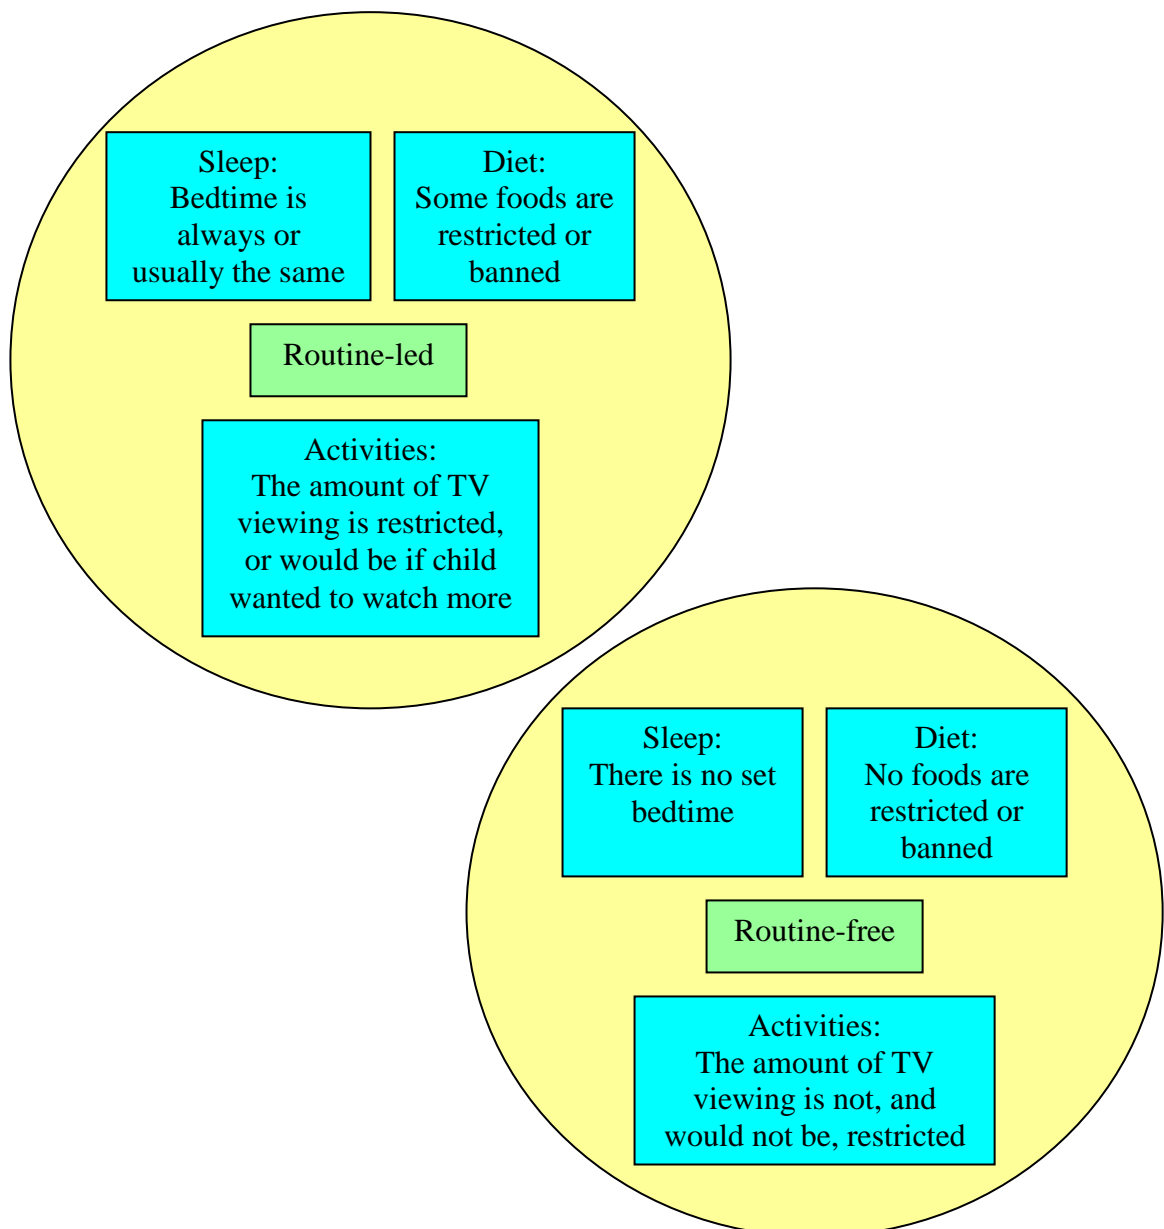 Sleep:
Bedtime is
always or
usually the same
Diet:
Some foods are
restricted or
banned
Routine-led
Activities:
The amount of TV
viewing is restricted,
or would be if child
wanted to watch more
Sleep:
There is no set
bedtime
Diet:
No foods are
restricted or
banned
Routine-free
Activities:
The amount of TV
viewing is not, and
would not be, restricted